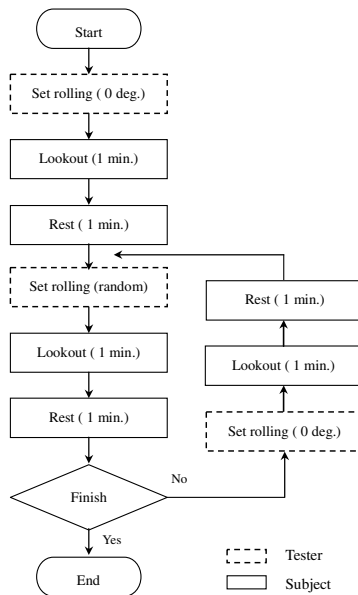 Start
Set rolling ( 0 deg.)
Lookout (1 min.)
Rest ( 1 min.)
Set rolling (random)
Lookout ( 1 min.)
Rest ( 1 min.)
Finish
No
Yes
End
Rest ( 1 min.)
Lookout ( 1 min.)
Set rolling ( 0 deg.)
Tester
Subject